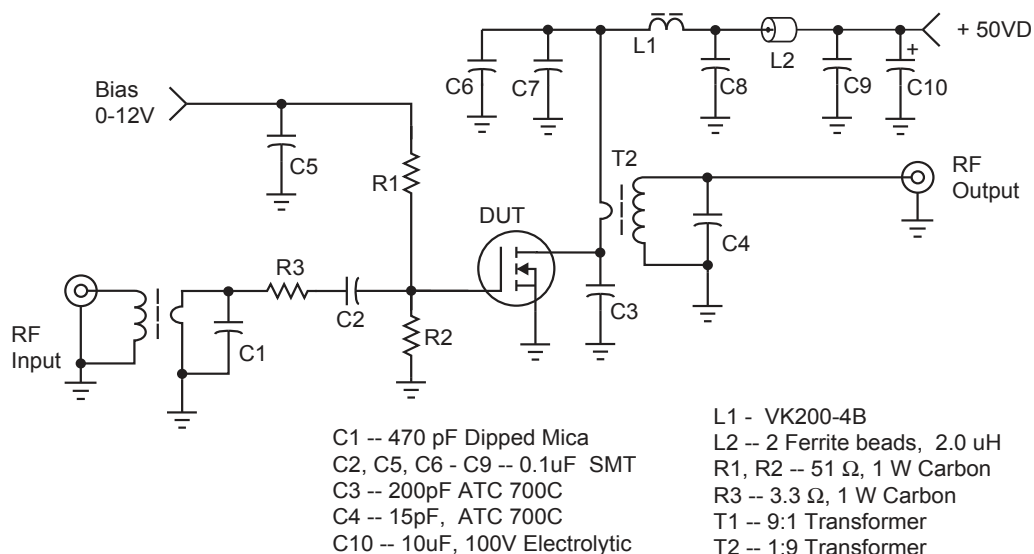 L1
+ 50VD
C6
C7
C8
L2
C9
+
C10
Bias
0-12V
C5
R1
T2
RF
Output
DUT
C4
R3
C2
C3
RF
Input
C1
R2
C1 -- 470 pF Dipped Mica
C2, C5, C6 - C9 -- 0.1uF SMT
C3 -- 200pF ATC 700C
C4 -- 15pF, ATC 700C
C10 -- 10uF, 100V Electrolytic
L1 - VK200-4B
L2 -- 2 Ferrite beads, 2.0 uH
R1, R2 -- 51 Ω, 1 W Carbon
R3 -- 3.3 Ω, 1 W Carbon
T1 -- 9:1 Transformer
T2 -- 1:9 Transformer